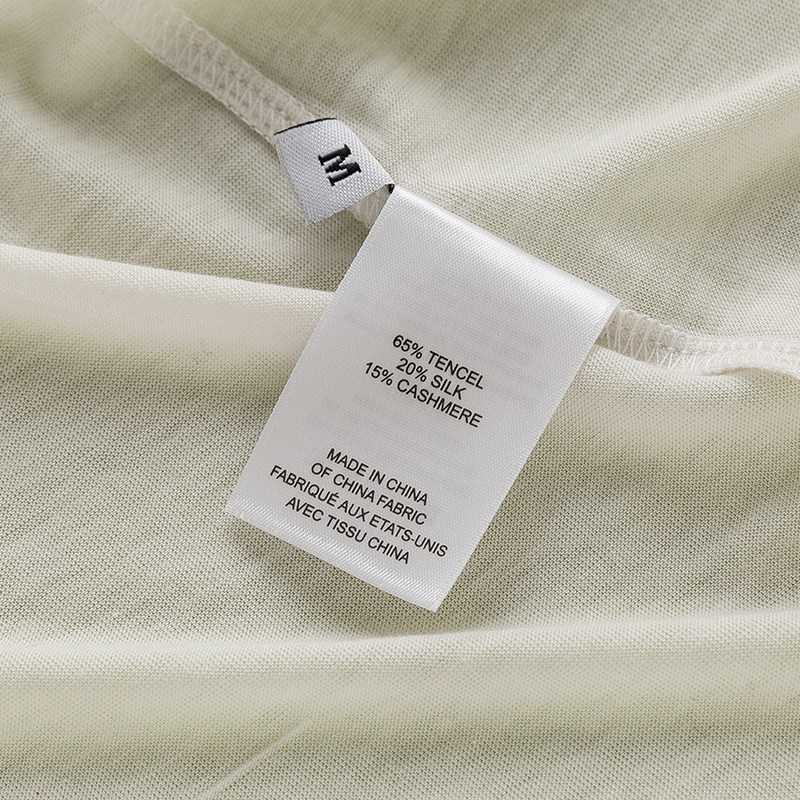 M
65% TENCEL
20% SILK
15% CASHMERE
MADE IN CHINA
OF CHINA FABRIC
FABRIQUÉ AUX ETATS-UNIS
AVEC TISSU CHINA